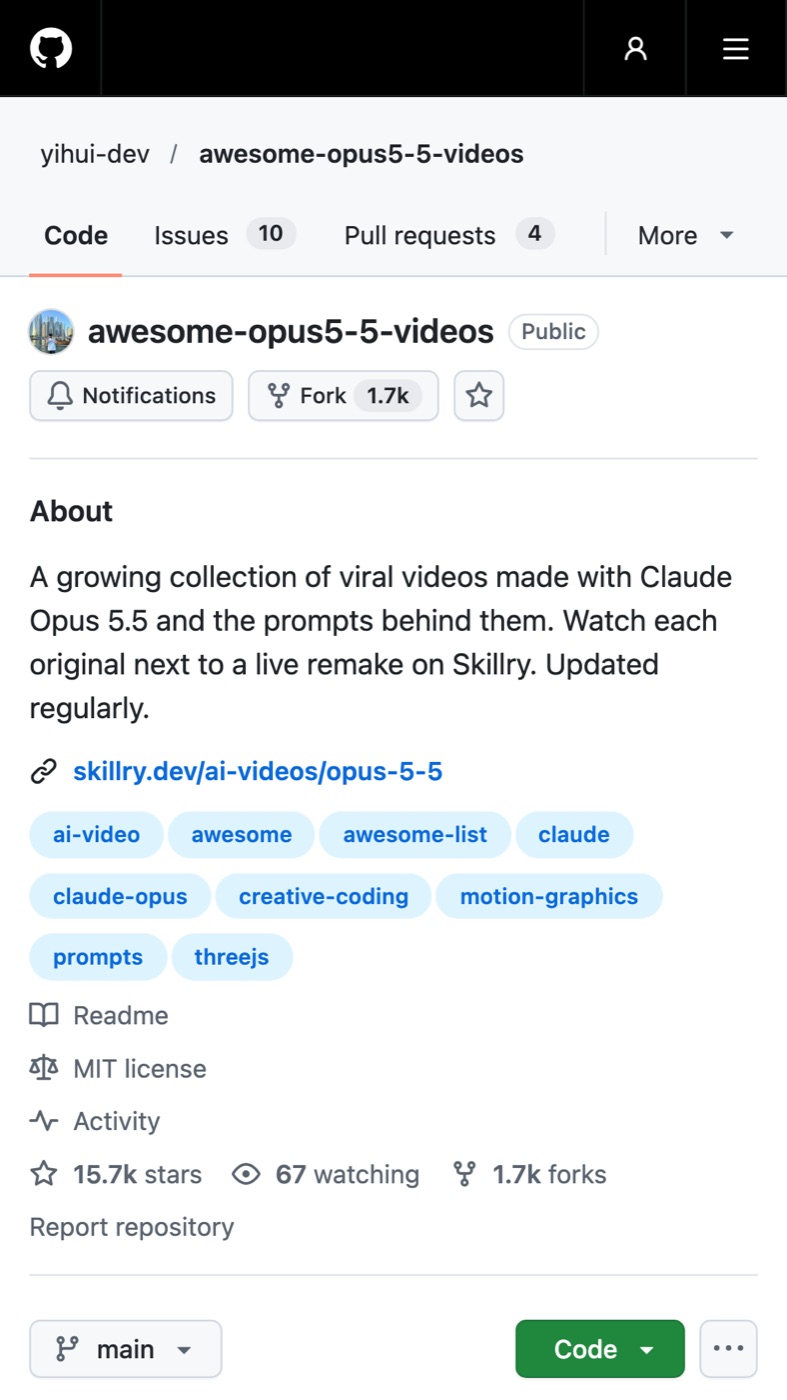 yihui-dev / awesome-opus5-5-videos
Code Issues 10 Pull requests 4 More
awesome-opus5-5-videos Public
Notifications Fork 1.7k
About
A growing collection of viral videos made with Claude
Opus 5.5 and the prompts behind them. Watch each
original next to a live remake on Skillry. Updated
regularly.
skillry.dev/ai-videos/opus-5-5
ai-video awesome awesome-list claude
claude-opus creative-coding motion-graphics
prompts threejs
Readme
MIT license
Activity
15.7k stars 67 watching 1.7k forks
Report repository
main Code